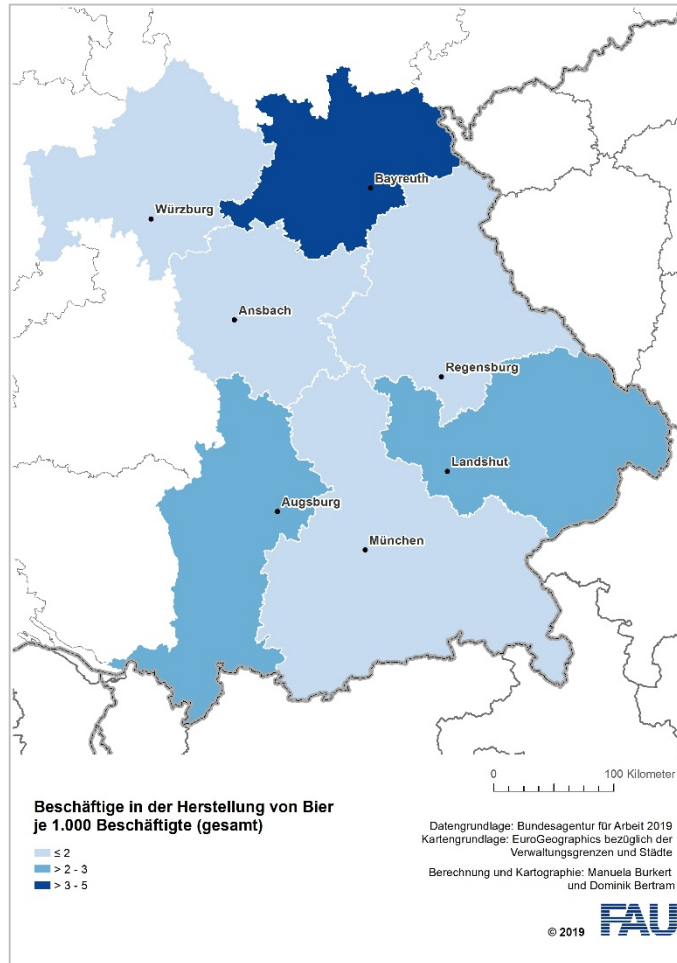 Bayreuth
Würzburg
Ansbach
Regensburg
Landshut
Augsburg
München
0 100 Kilometer
Beschäftige in der Herstellung von Bier
je 1.000 Beschäftigte (gesamt)
≤ 2
> 2 - 3
> 3 - 5
Datengrundlage: Bundesagentur für Arbeit 2019
Kartengrundlage: EuroGeographics bezüglich der
Verwaltungsgrenzen und Städte
Berechnung und Kartographie: Manuela Burkert
und Dominik Bertram
© 2019 FAU